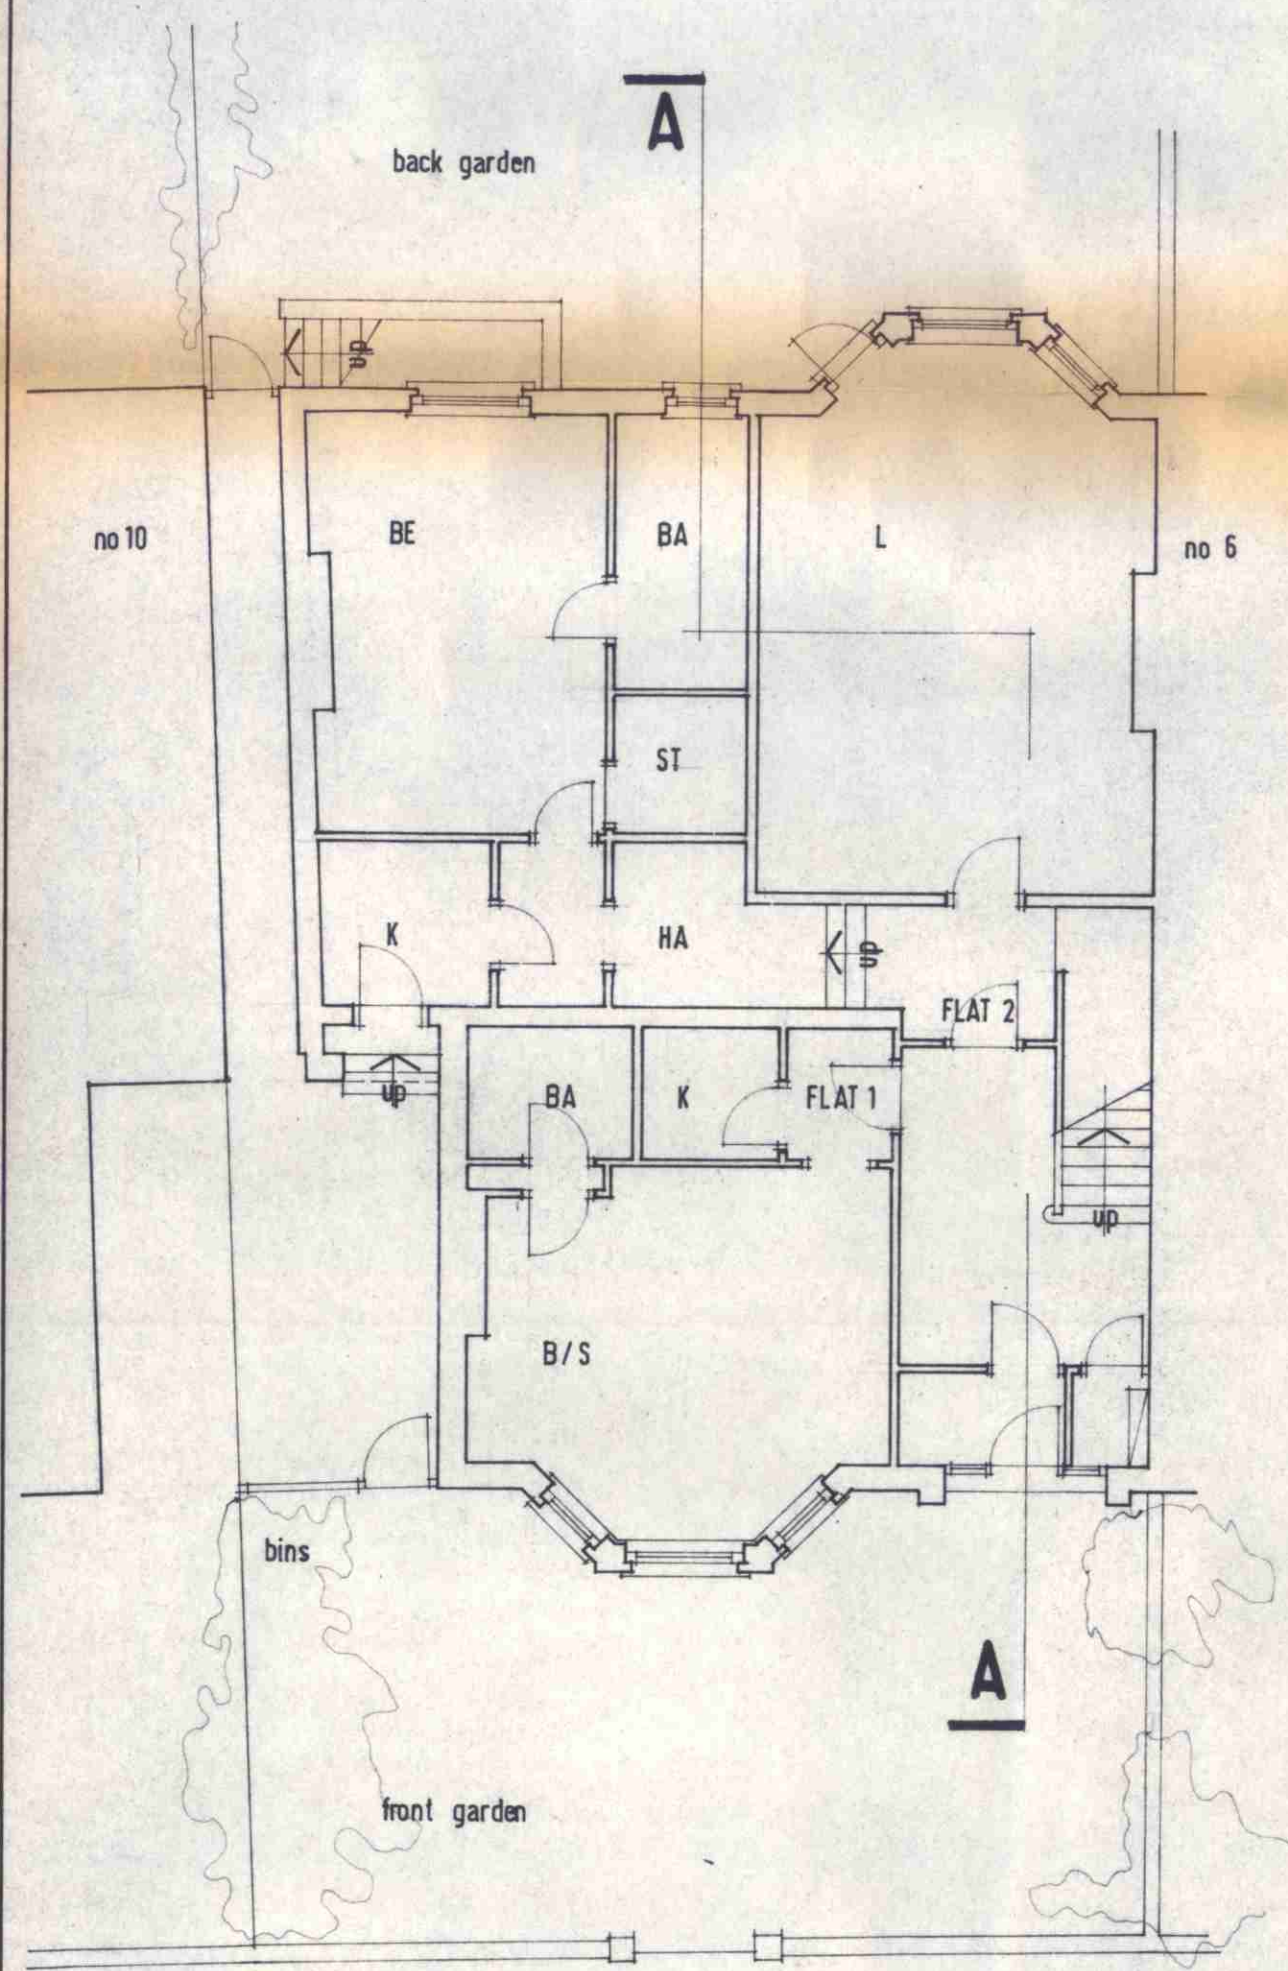 A
back garden
up
no 10
BE
BA
L
no 6
ST
K
HA
up
FLAT 2
up
BA
K
FLAT 1
up
B/S
bins
A
front garden